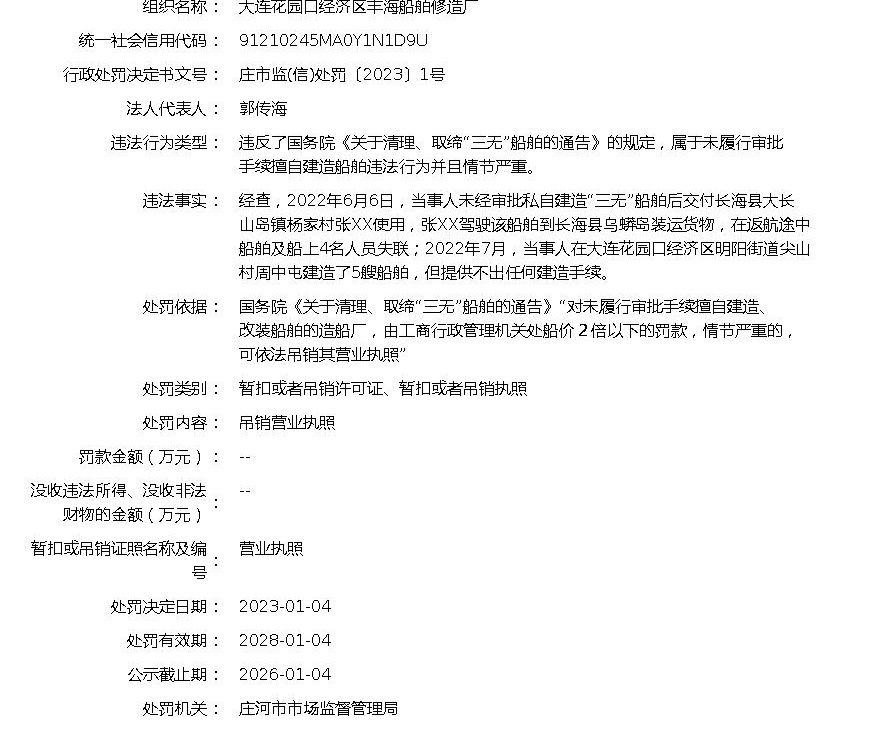 组织名称： 大连花园口经济区丰海船舶修造厂
统一社会信用代码： 91210245MA0Y1N1D9U
行政处罚决定书文号： 庄市监(信)处罚〔2023〕1号
法人代表人： 郭传海
违法行为类型： 违反了国务院《关于清理、取缔“三无”船舶的通告》的规定，属于未履行审批
手续擅自建造船舶违法行为并且情节严重。
违法事实： 经查，2022年6月6日，当事人未经审批私自建造“三无”船舶后交付长海县大长
山岛镇杨家村张XX使用，张XX驾驶该船舶到长海县乌蟒岛装运货物，在返航途中
船舶及船上4名人员失联；2022年7月，当事人在大连花园口经济区明阳街道尖山
村周中屯建造了5艘船舶，但提供不出任何建造手续。
处罚依据： 国务院《关于清理、取缔“三无”船舶的通告》“对未履行审批手续擅自建造、
改装船舶的造船厂，由工商行政管理机关处船价２倍以下的罚款，情节严重的，
可依法吊销其营业执照”
处罚类别： 暂扣或者吊销许可证、暂扣或者吊销执照
处罚内容： 吊销营业执照
罚款金额（万元）： --
没收违法所得、没收非法
财物的金额（万元）： --
暂扣或吊销证照名称及编
号： 营业执照
处罚决定日期： 2023-01-04
处罚有效期： 2028-01-04
公示截止期： 2026-01-04
处罚机关： 庄河市市场监督管理局